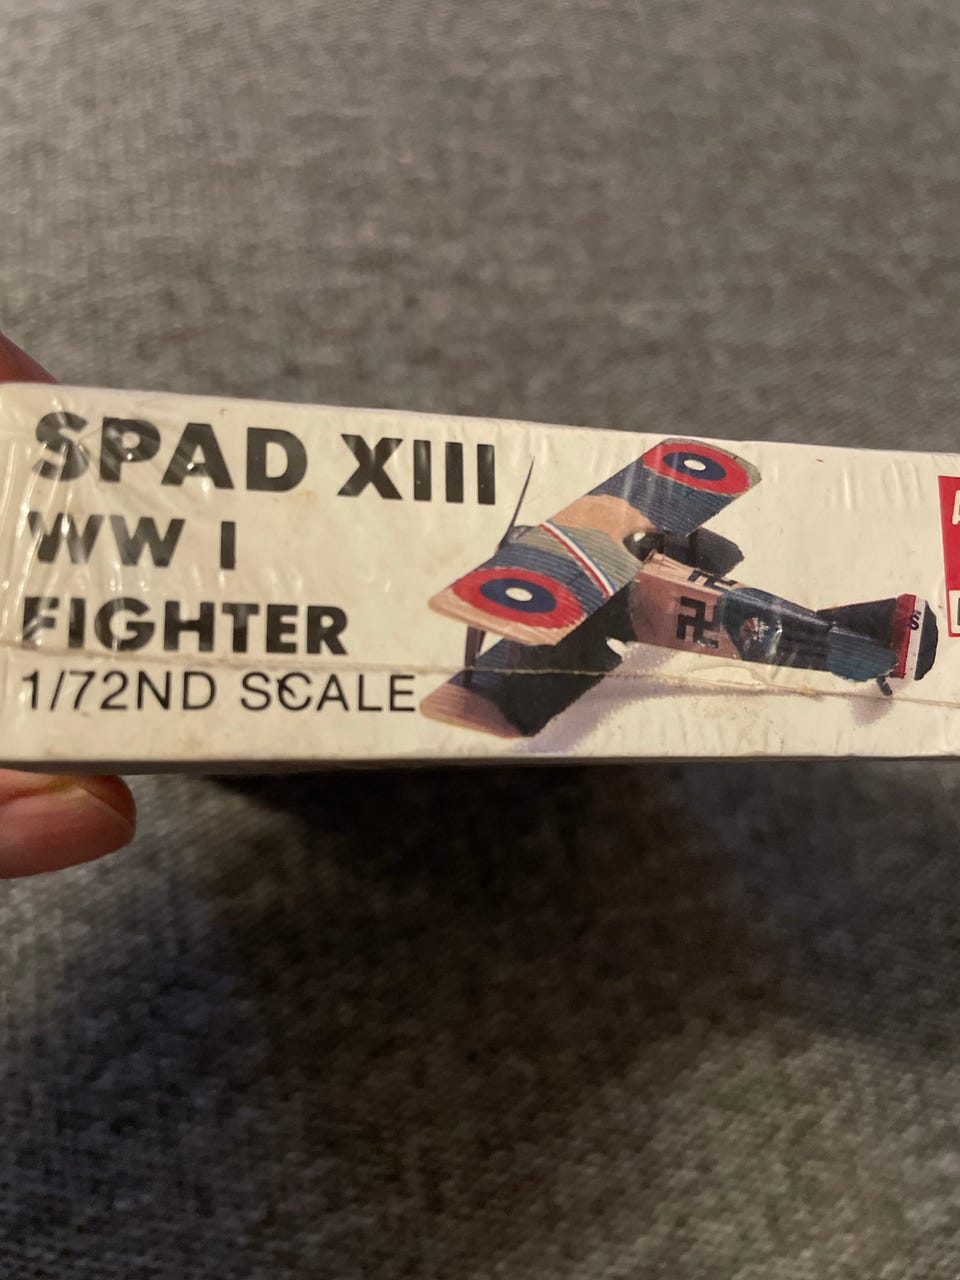 SPAD XIII
WW I
FIGHTER
1/72ND SCALE
S